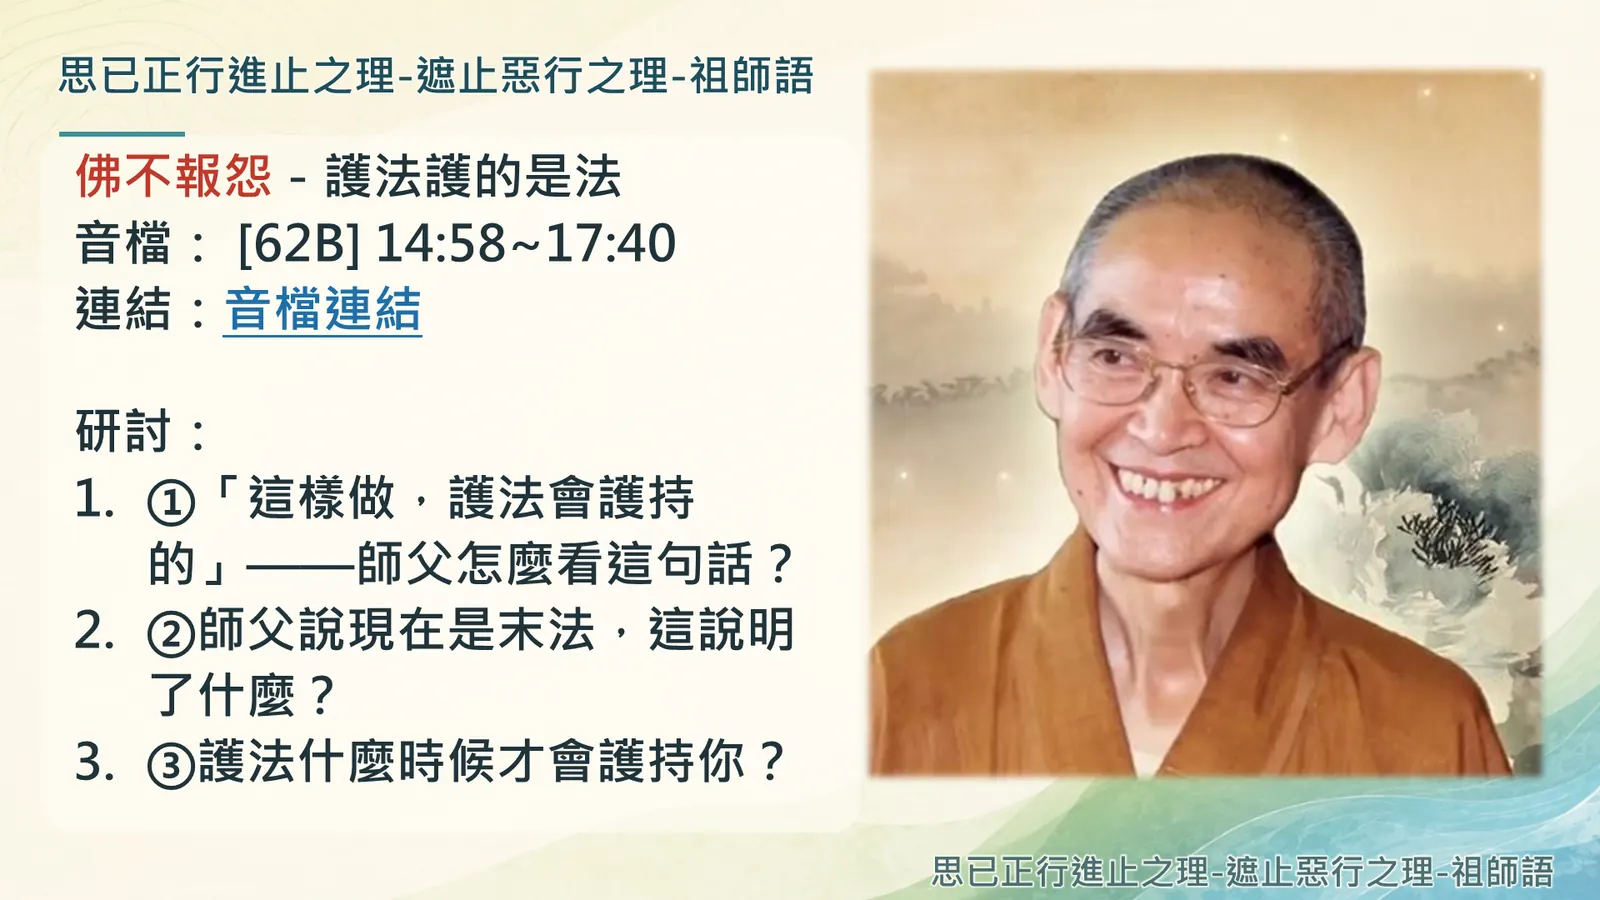 思已正行進止之理-遮止惡行之理-祖師語
佛不報怨 - 護法護的是法
音檔： [62B] 14:58~17:40
連結：音檔連結
研討：
1. ①「這樣做，護法會護持
的」——師父怎麼看這句話？
2. ②師父說現在是末法，這說明
了什麼？
3. ③護法什麼時候才會護持你？
思已正行進止之理-遮止惡行之理-祖師語